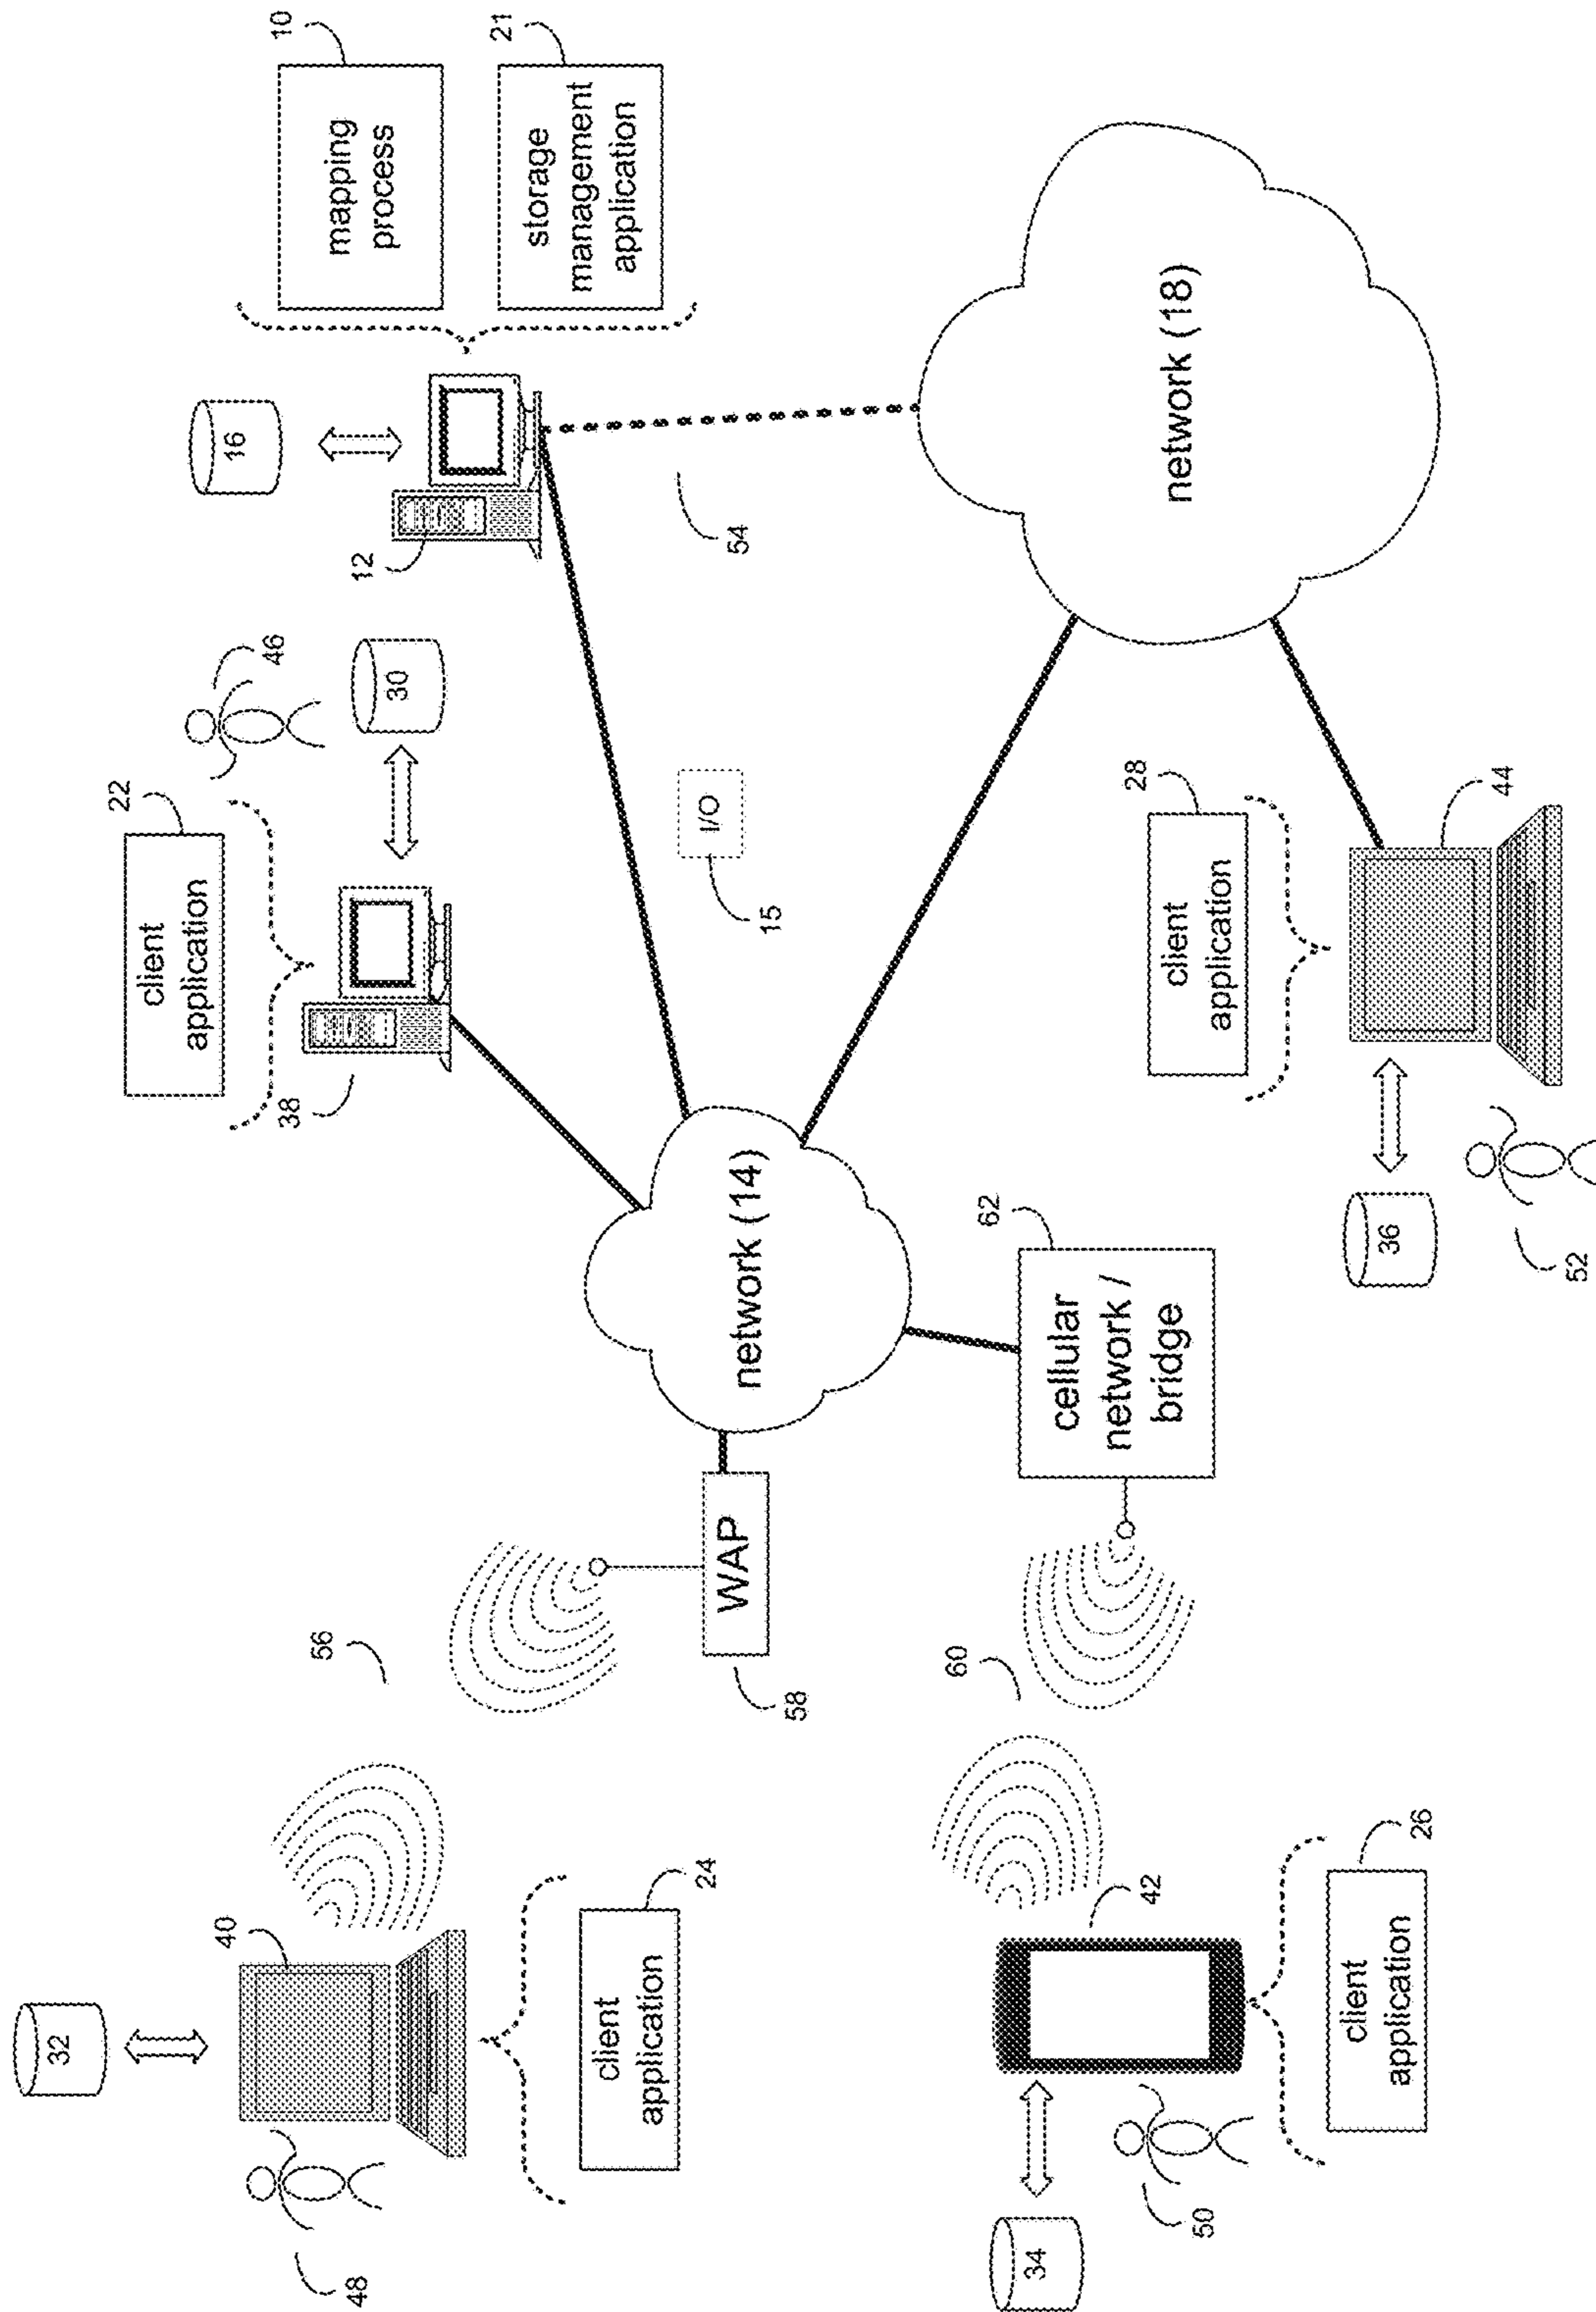 32
40
48
56
client
application
24
WAP
58
34
50
42
60
client
application
26
client
application
22
38
46
30
network (14)
I/O
15
cellular
network /
bridge
62
16
12
mapping
process
10
storage
management
application
21
54
network (18)
client
application
28
44
36
52